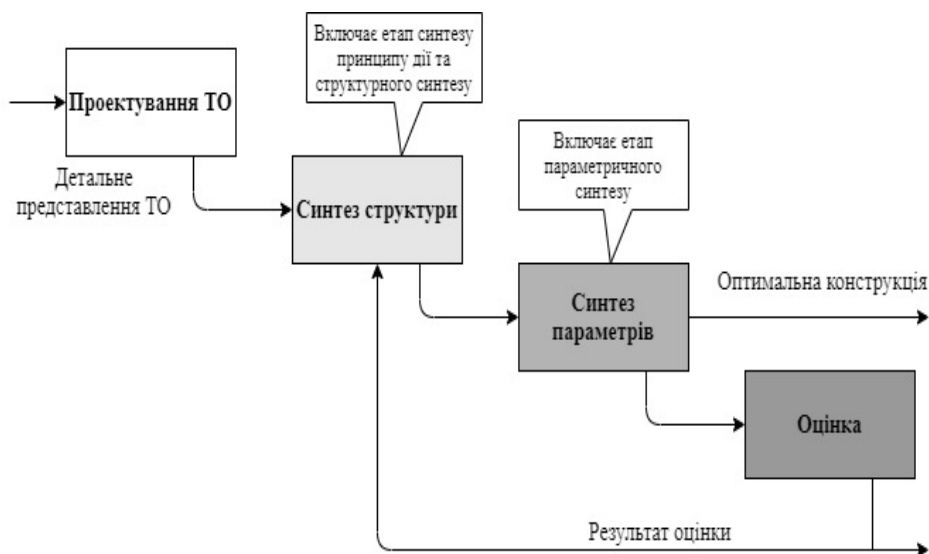 Включає етап синтезу
принципу дії та
структурного синтезу
Проектування ТО
Включає етап
параметричного
синтезу
Детальне
представлення ТО
Синтез структури
Оптимальна конструкція
Синтез
параметрів
Оцінка
Результат оцінки